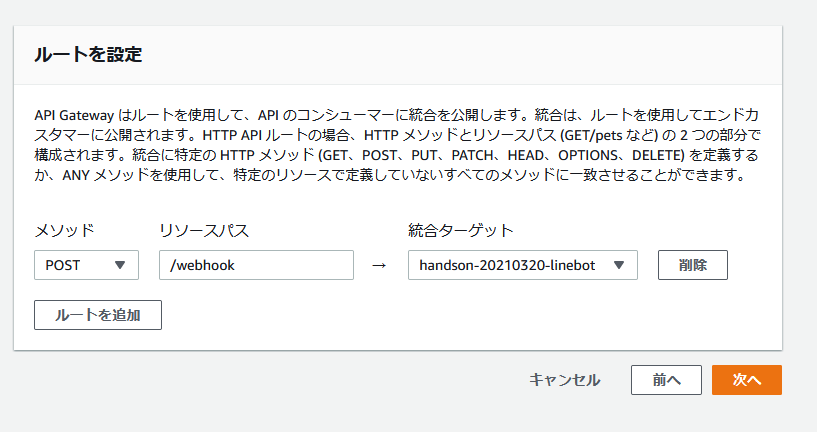 ルートを設定
API Gateway はルートを使用して、API のコンシューマーに統合を公開します。統合は、ルートを使用してエンドカ
スタマーに公開されます。HTTP API ルートの場合、HTTP メソッドとリソースパス (GET/pets など) の 2 つの部分で
構成されます。統合に特定の HTTP メソッド (GET、POST、PUT、PATCH、HEAD、OPTIONS、DELETE) を定義する
か、ANY メソッドを使用して、特定のリソースで定義していないすべてのメソッドに一致させることができます。
メソッド リソースパス 統合ターゲット
POST /webhook → handson-20210320-linebot 削除
ルートを追加
キャンセル 前へ 次へ